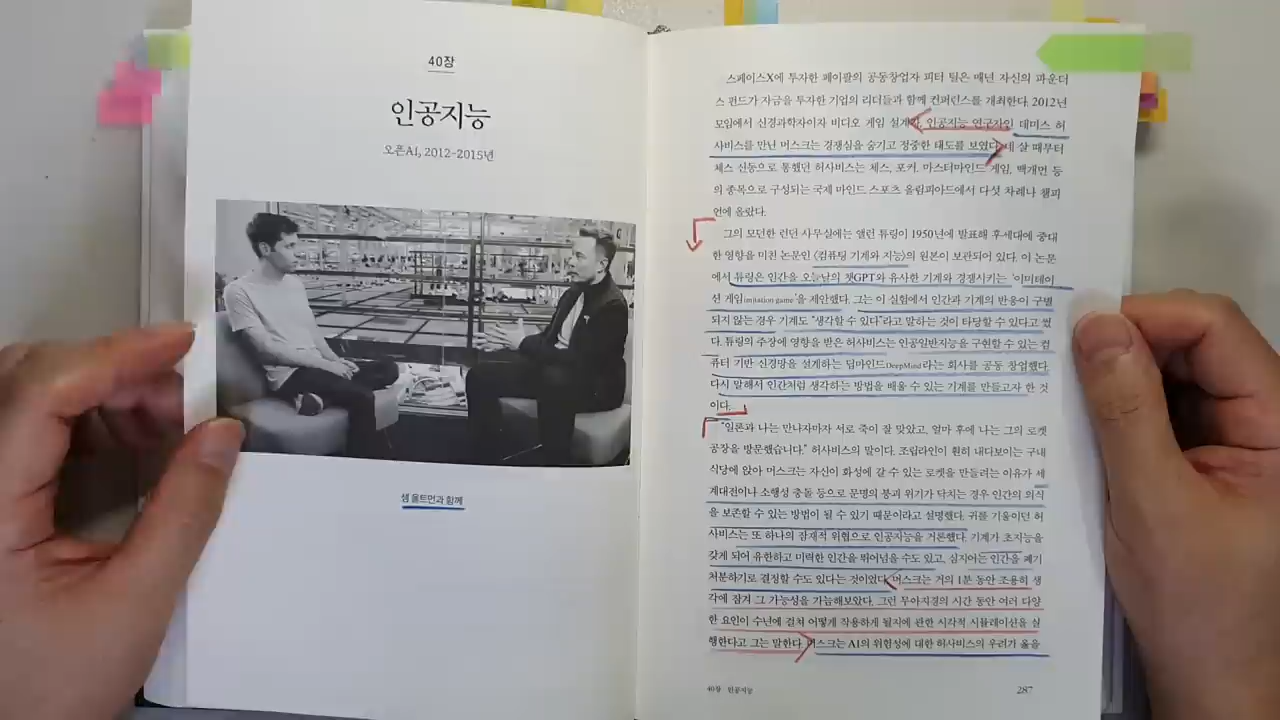 40장
인공지능
오픈AI, 2012-2015년
샘 올트먼과 함께
스페이스X에 투자한 페이팔의 공동창업자 피터 틸은 매년 자신의 파운더
스 펀드가 자금을 투자한 기업의 리더들과 함께 컨퍼런스를 개최한다. 2012년
모임에서 신경과학자이자 비디오 게임 설계자, 인공지능 연구자인 데미스 허
사비스를 만난 머스크는 경쟁심을 숨기고 정중한 태도를 보였다. 네 살 때부터
체스 신동으로 통했던 허사비스는 체스, 포커, 마스터마인드 게임, 백개먼 등
의 종목으로 구성되는 국제 마인드 스포츠 올림피아드에서 다섯 차례나 챔피
언에 올랐다.
그의 모던한 런던 사무실에는 앨런 튜링이 1950년에 발표해 후세대에 중대
한 영향을 미친 논문인 〈컴퓨팅 기계와 지능〉의 원본이 보관되어 있다. 이 논문
에서 튜링은 인간을 오늘날의 챗GPT와 유사한 기계와 경쟁시키는 '이미테이
션 게임imitation game'을 제안했다. 그는 이 실험에서 인간과 기계의 반응이 구별
되지 않는 경우 기계도 "생각할 수 있다"라고 말하는 것이 타당할 수 있다고 썼
다. 튜링의 주장에 영향을 받은 허사비스는 인공일반지능을 구현할 수 있는 컴
퓨터 기반 신경망을 설계하는 딥마인드DeepMind라는 회사를 공동 창업했다.
다시 말해서 인간처럼 생각하는 방법을 배울 수 있는 기계를 만들고자 한 것
이다.
"일론과 나는 만나자마자 서로 죽이 잘 맞았고, 얼마 후에 나는 그의 로켓
공장을 방문했습니다." 허사비스의 말이다. 조립라인이 훤히 내다보이는 구내
식당에 앉아 머스크는 자신이 화성에 갈 수 있는 로켓을 만들려는 이유가 세
계대전이나 소행성 충돌 등으로 문명의 붕괴 위기가 닥치는 경우 인간의 의식
을 보존할 수 있는 방법이 될 수 있기 때문이라고 설명했다. 귀를 기울이던 허
사비스는 또 하나의 잠재적 위협으로 인공지능을 거론했다. 기계가 초지능을
갖게 되어 유한하고 미력한 인간을 뛰어넘을 수도 있고, 심지어는 인간을 폐기
처분하기로 결정할 수도 있다는 것이었다. 머스크는 거의 1분 동안 조용히 생
각에 잠겨 그 가능성을 가늠해보았다. 그런 무아지경의 시간 동안 여러 다양
한 요인이 수년에 걸쳐 어떻게 작용하게 될지에 관한 시각적 시뮬레이션을 실
행한다고 그는 말한다. 머스크는 AI의 위험성에 대한 허사비스의 우려가 옳을
40장 인공지능
287